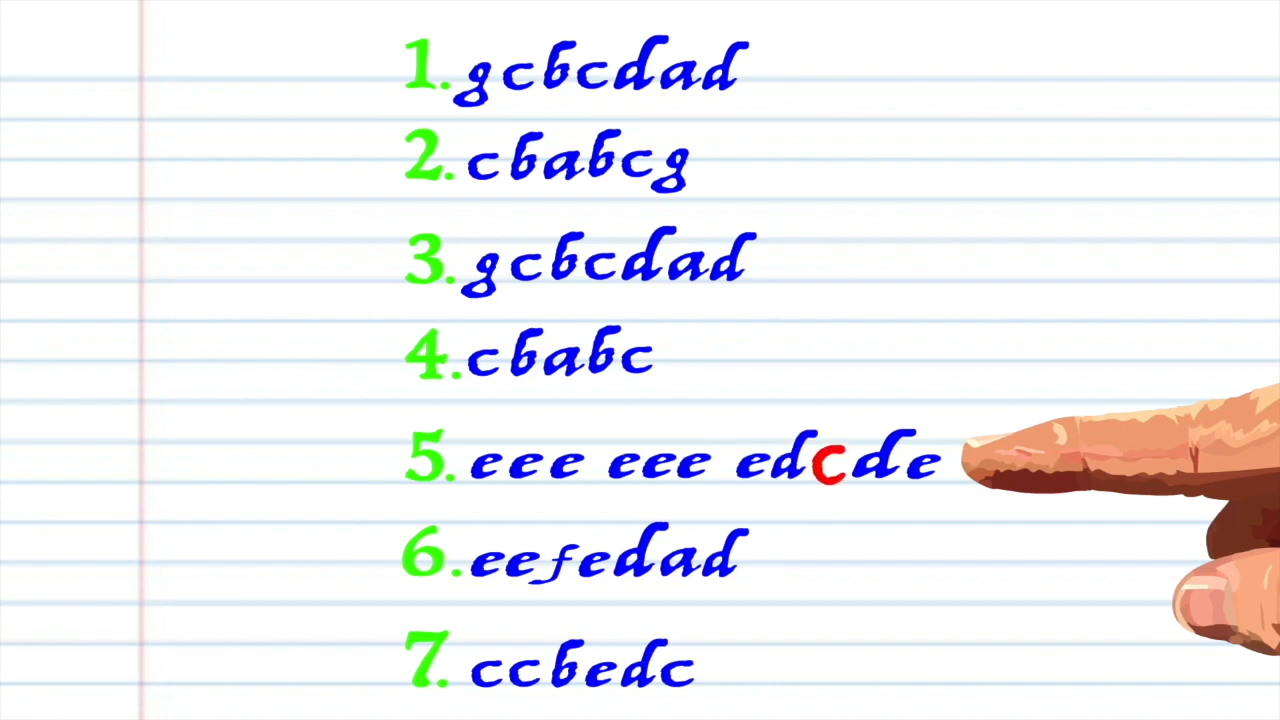 1. gcbcdad
2. cbabcg
3. gcbcdad
4. cbabc
5. eee eee edcde
6. eefedad
7. ccbedc